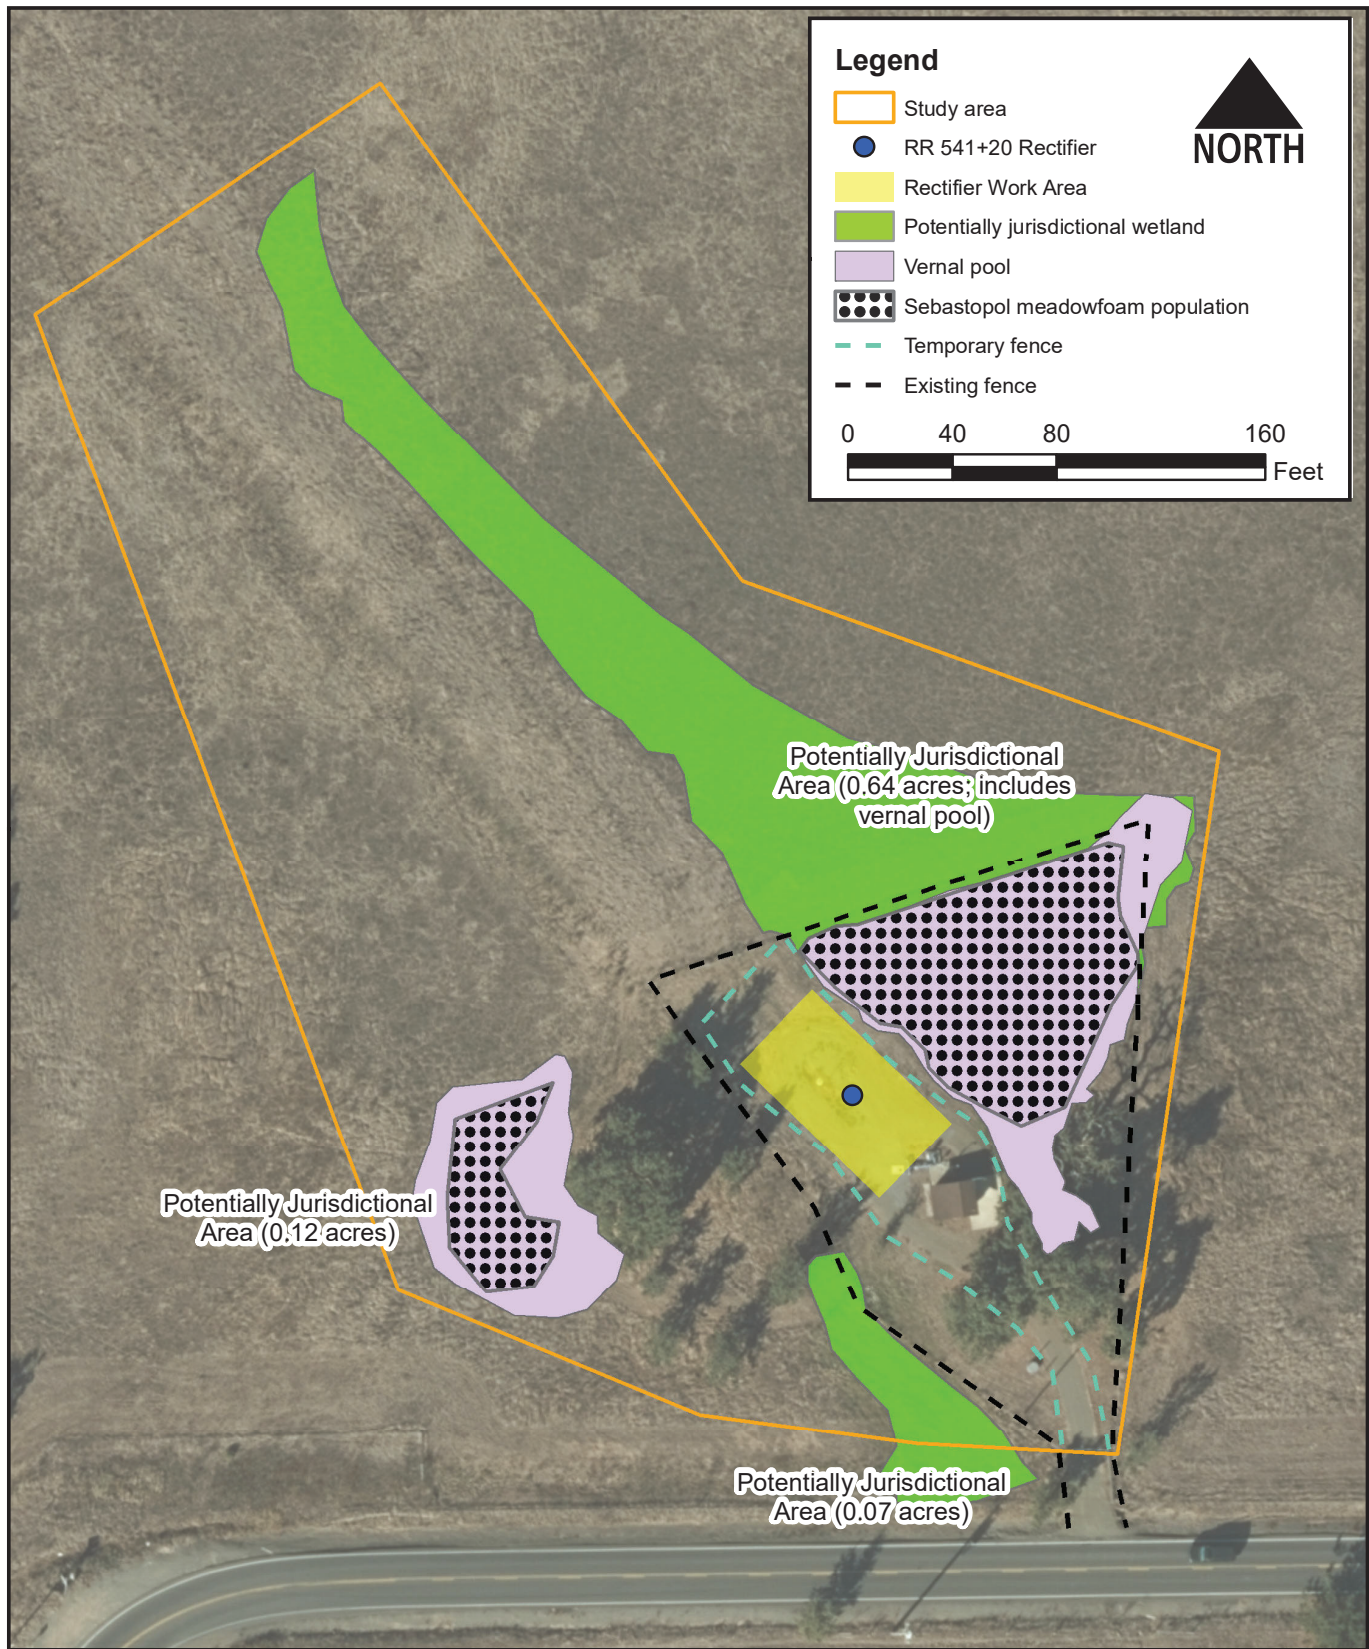 Legend
NORTH
Study area
RR 541+20 Rectifier
Rectifier Work Area
Potentially jurisdictional wetland
Vernal pool
Sebastopol meadowfoam population
Temporary fence
Existing fence
0 40 80 160
Feet
Potentially Jurisdictional
Area (0.64 acres; includes
vernal pool)
Potentially Jurisdictional
Area (0.12 acres)
Potentially Jurisdictional
Area (0.07 acres)